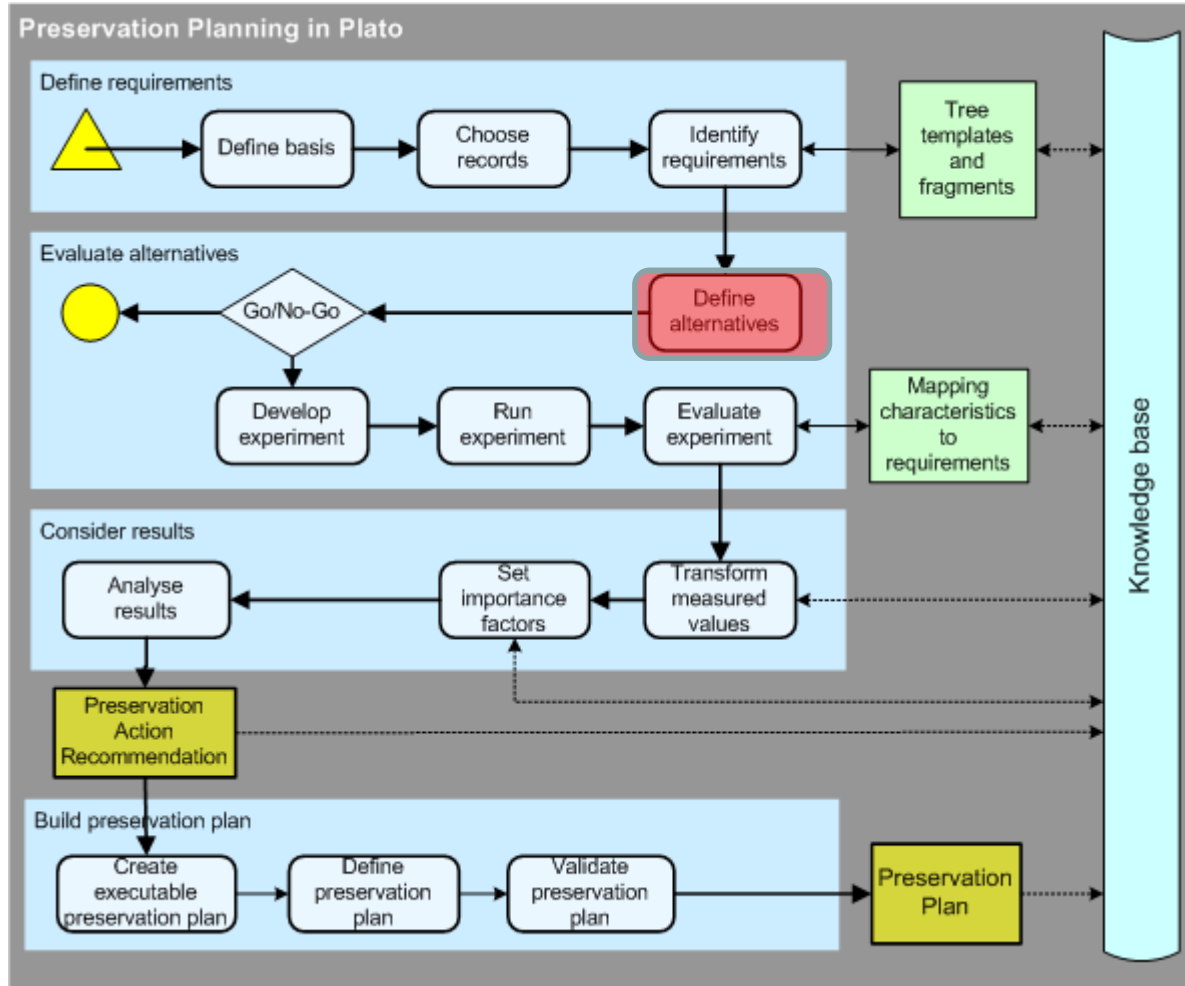 Preservation Planning in Plato
Define requirements
Define basis
Choose
records
Identify
requirements
Tree
templates
and
fragments
Evaluate alternatives
Go/No-Go
Define
alternatives
Develop
experiment
Run
experiment
Evaluate
experiment
Mapping
characteristics
to
requirements
Knowledge base
Consider results
Analyse
results
Set
importance
factors
Transform
measured
values
Preservation
Action
Recommendation
Build preservation plan
Create
executable
preservation plan
Define
preservation
plan
Validate
preservation
plan
Preservation
Plan